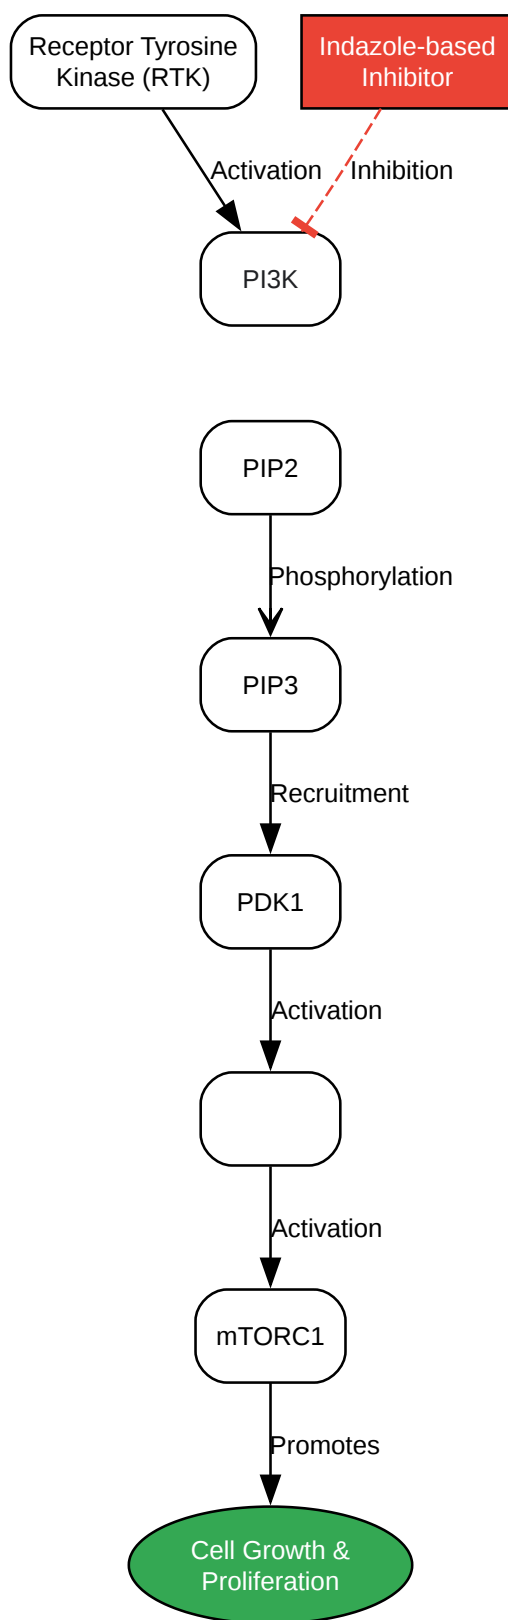 Receptor Tyrosine
Kinase (RTK)
Indazole-based
Inhibitor
Activation
Inhibition
PI3K
PIP2
Phosphorylation
PIP3
Recruitment
PDK1
Activation
Activation
mTORC1
Promotes
Cell Growth &
Proliferation